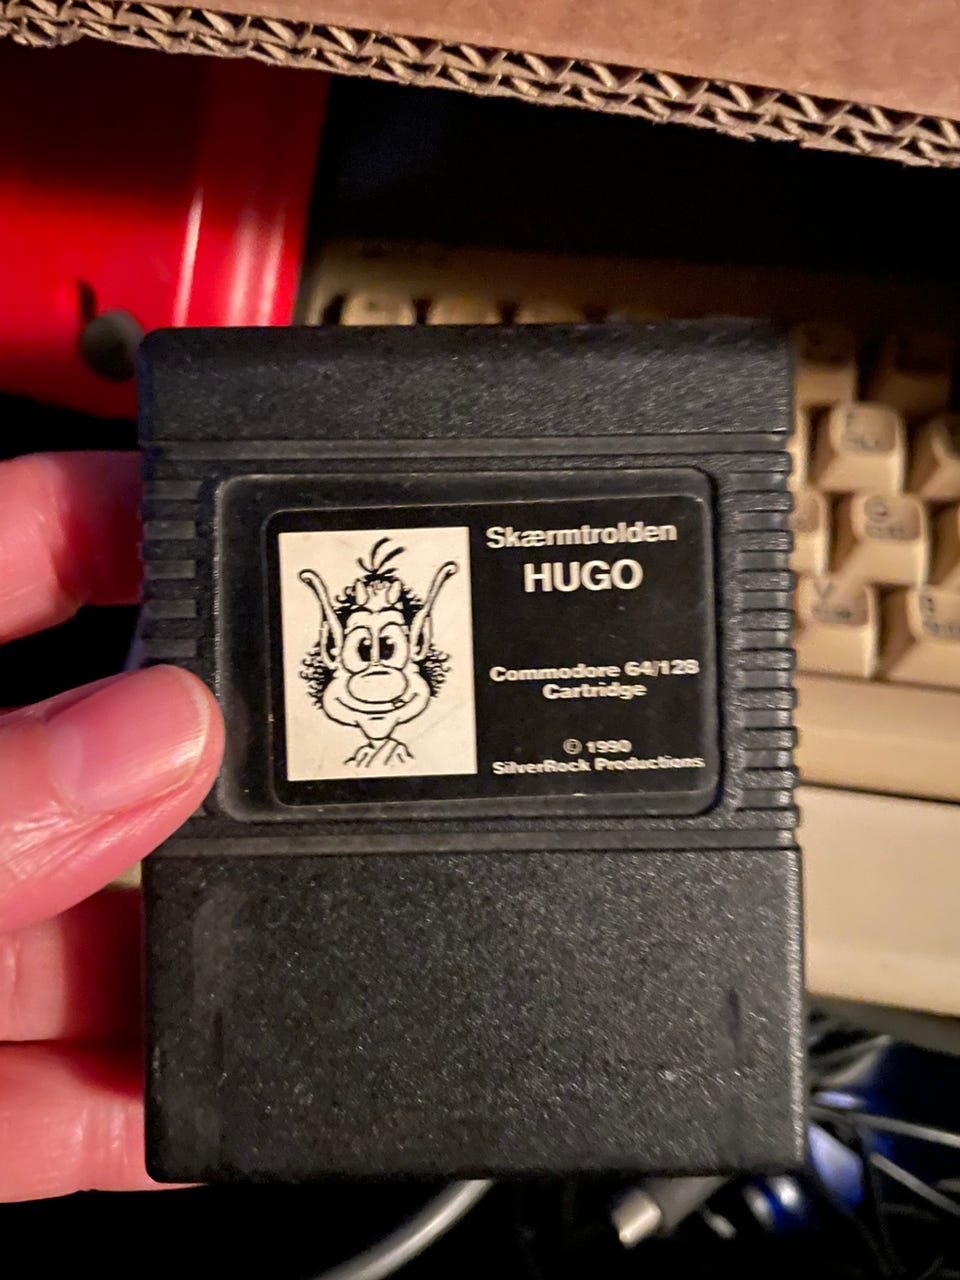 Skærmtrolden
HUGO
Commodore 64/128
Cartridge
© 1990
SilverRock Productions